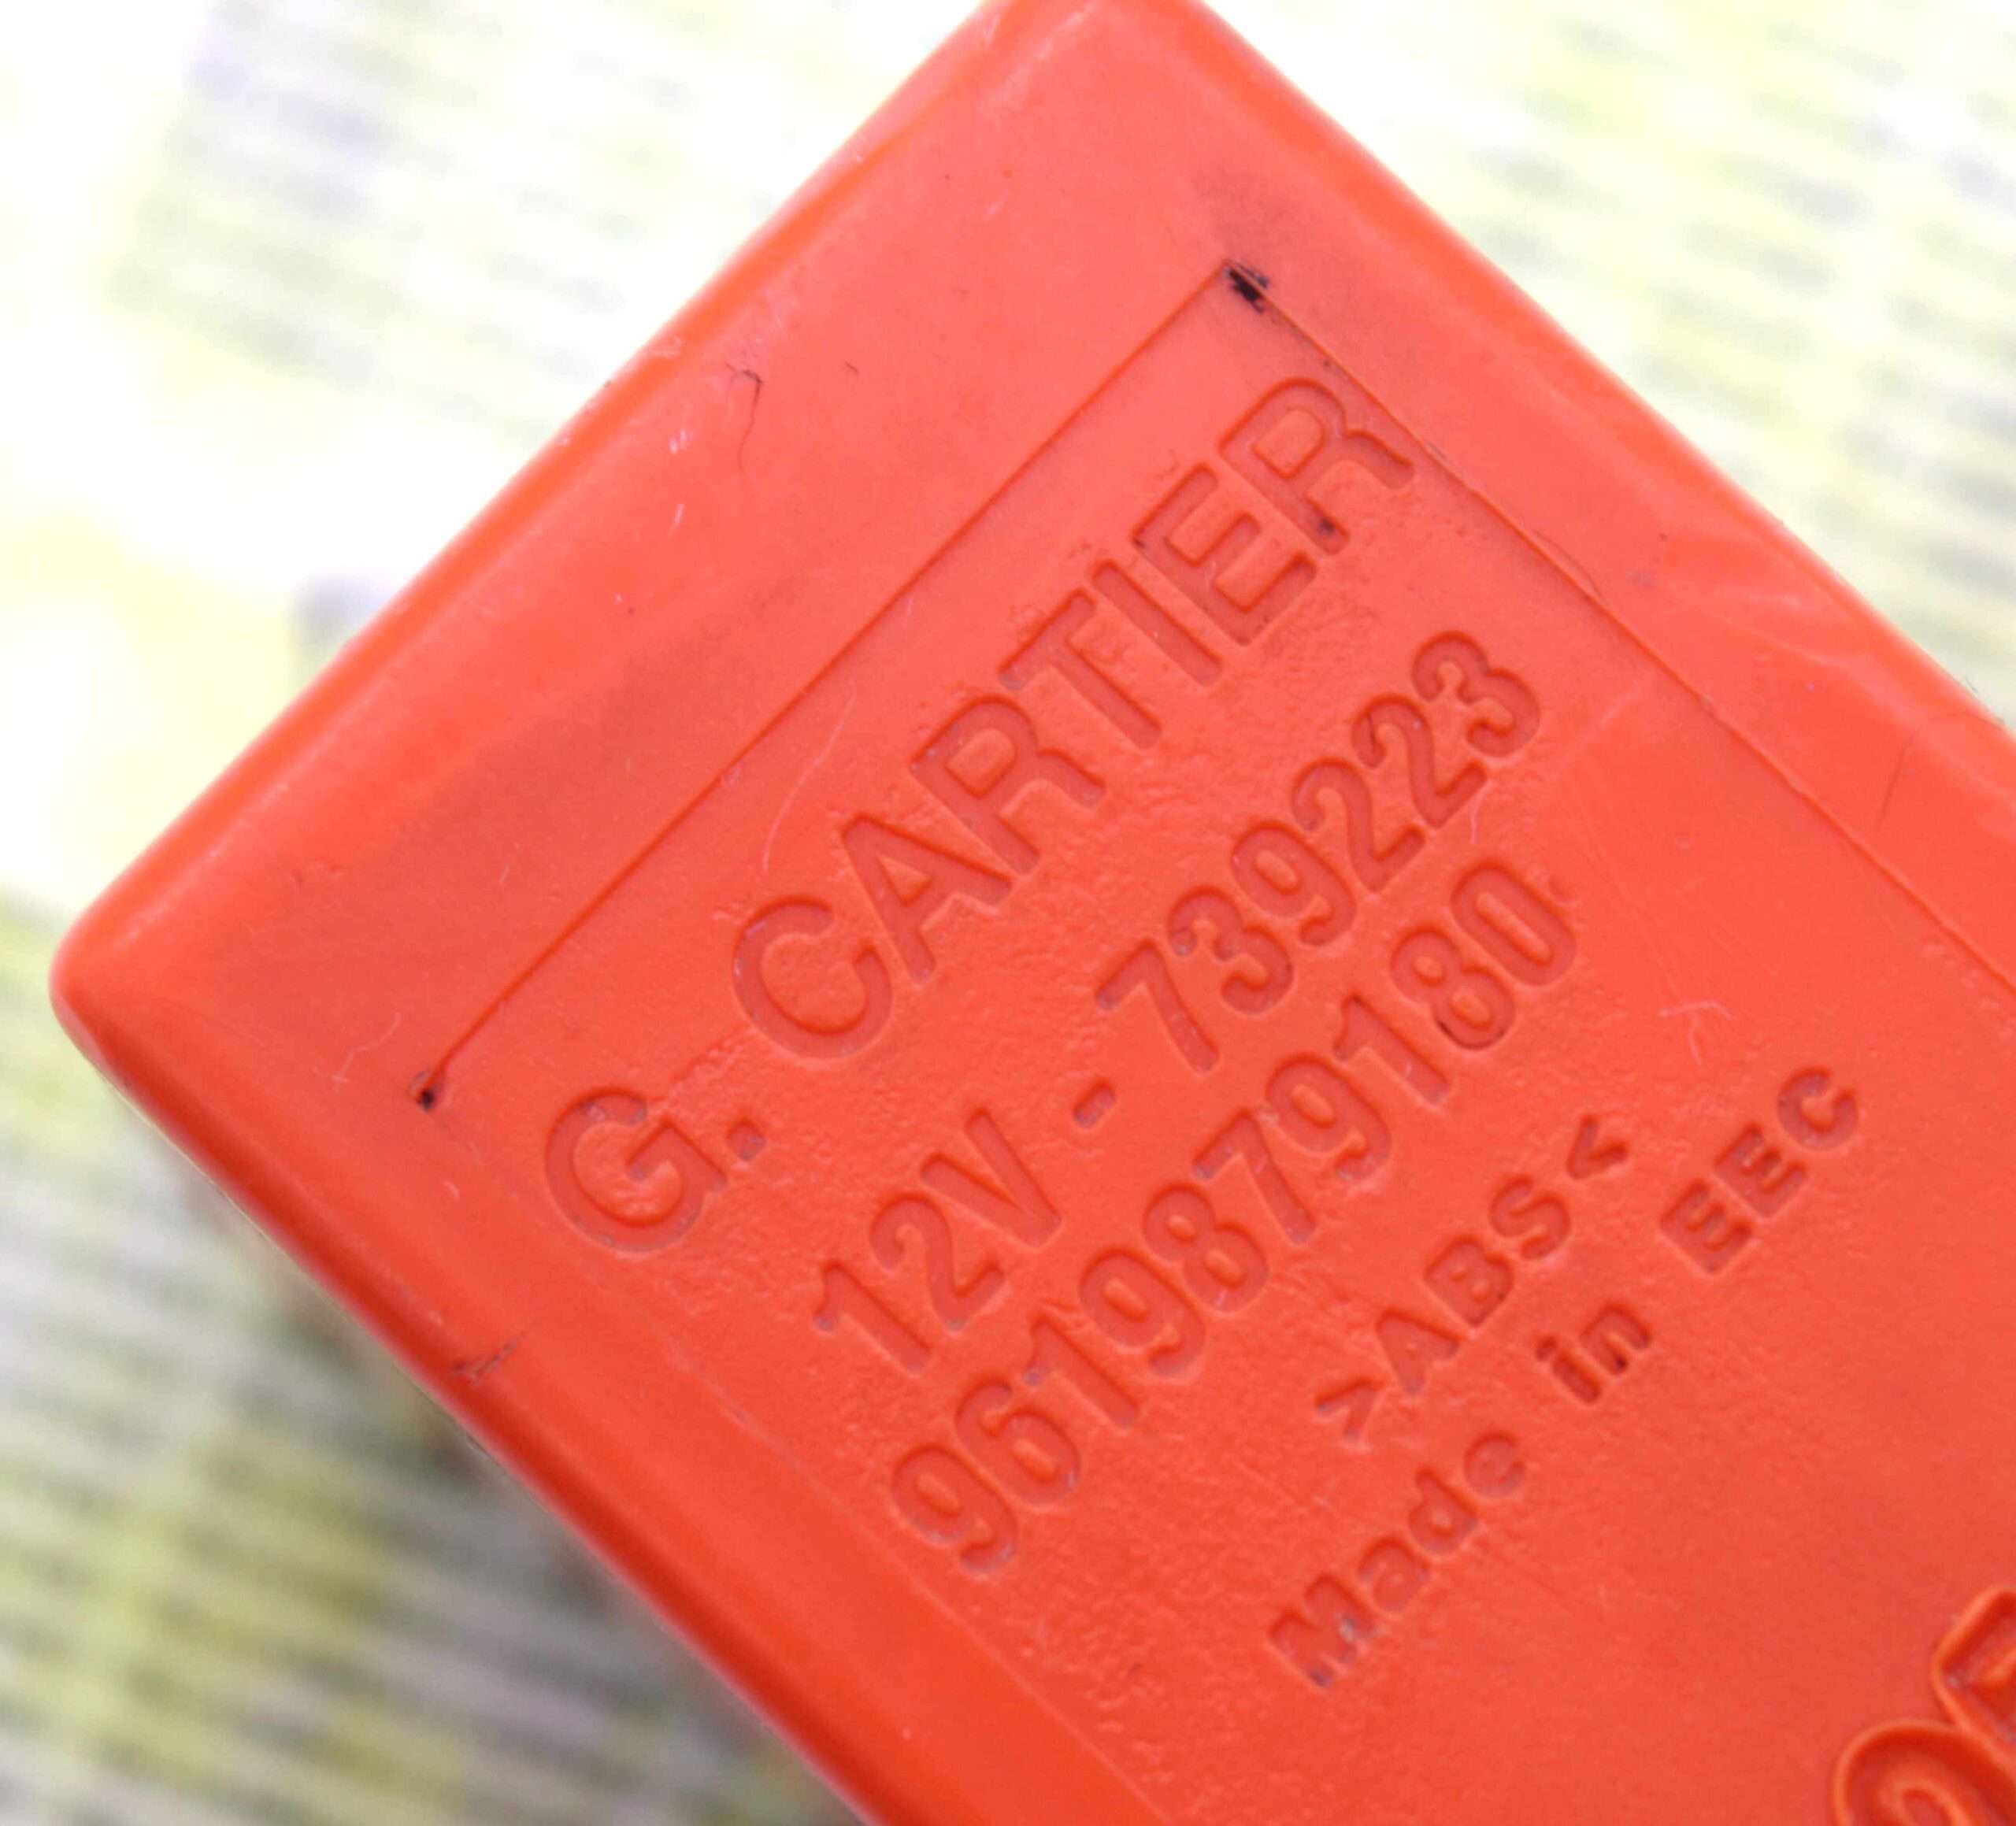 G. CARTIER
12V - 739223
9619879180
>ABS<
Made in EEC